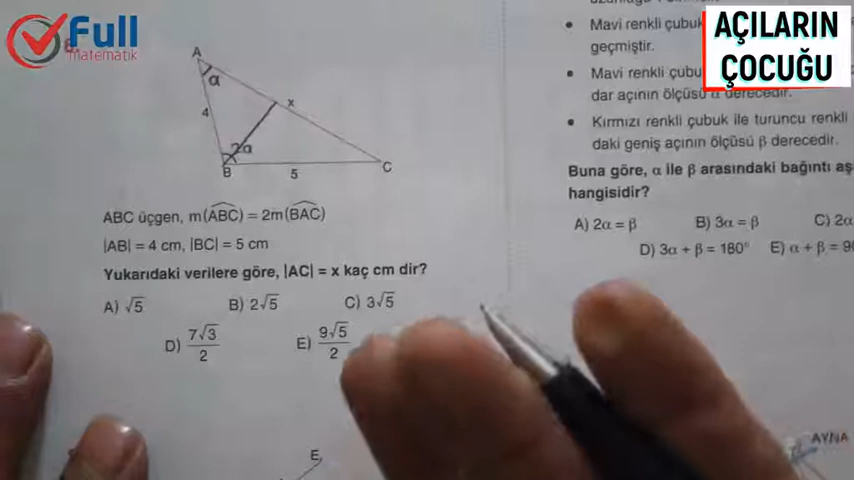 Full
matematik
8.
A
α
4
x
2α
B
5
C
ABC üçgen, m(ABC) = 2m(BAC)
|AB| = 4 cm, |BC| = 5 cm
Yukarıdaki verilere göre, |AC| = x kaç cm dir?
A) √5
B) 2√5
C) 3√5
D) 7√3/2
E) 9√5/2
E
AÇILARIN
ÇOCUĞU
• Mavi renkli çubuk
geçmiştir.
• Mavi renkli çubu
dar açının ölçüsü α derecedir.
• Kırmızı renkli çubuk ile turuncu renkli
daki geniş açının ölçüsü β derecedir.
Buna göre, α ile β arasındaki bağıntı aş
hangisidir?
A) 2α = β
B) 3α = β
C) 2α
D) 3α + β = 180°
E) α + β = 9
AYNA